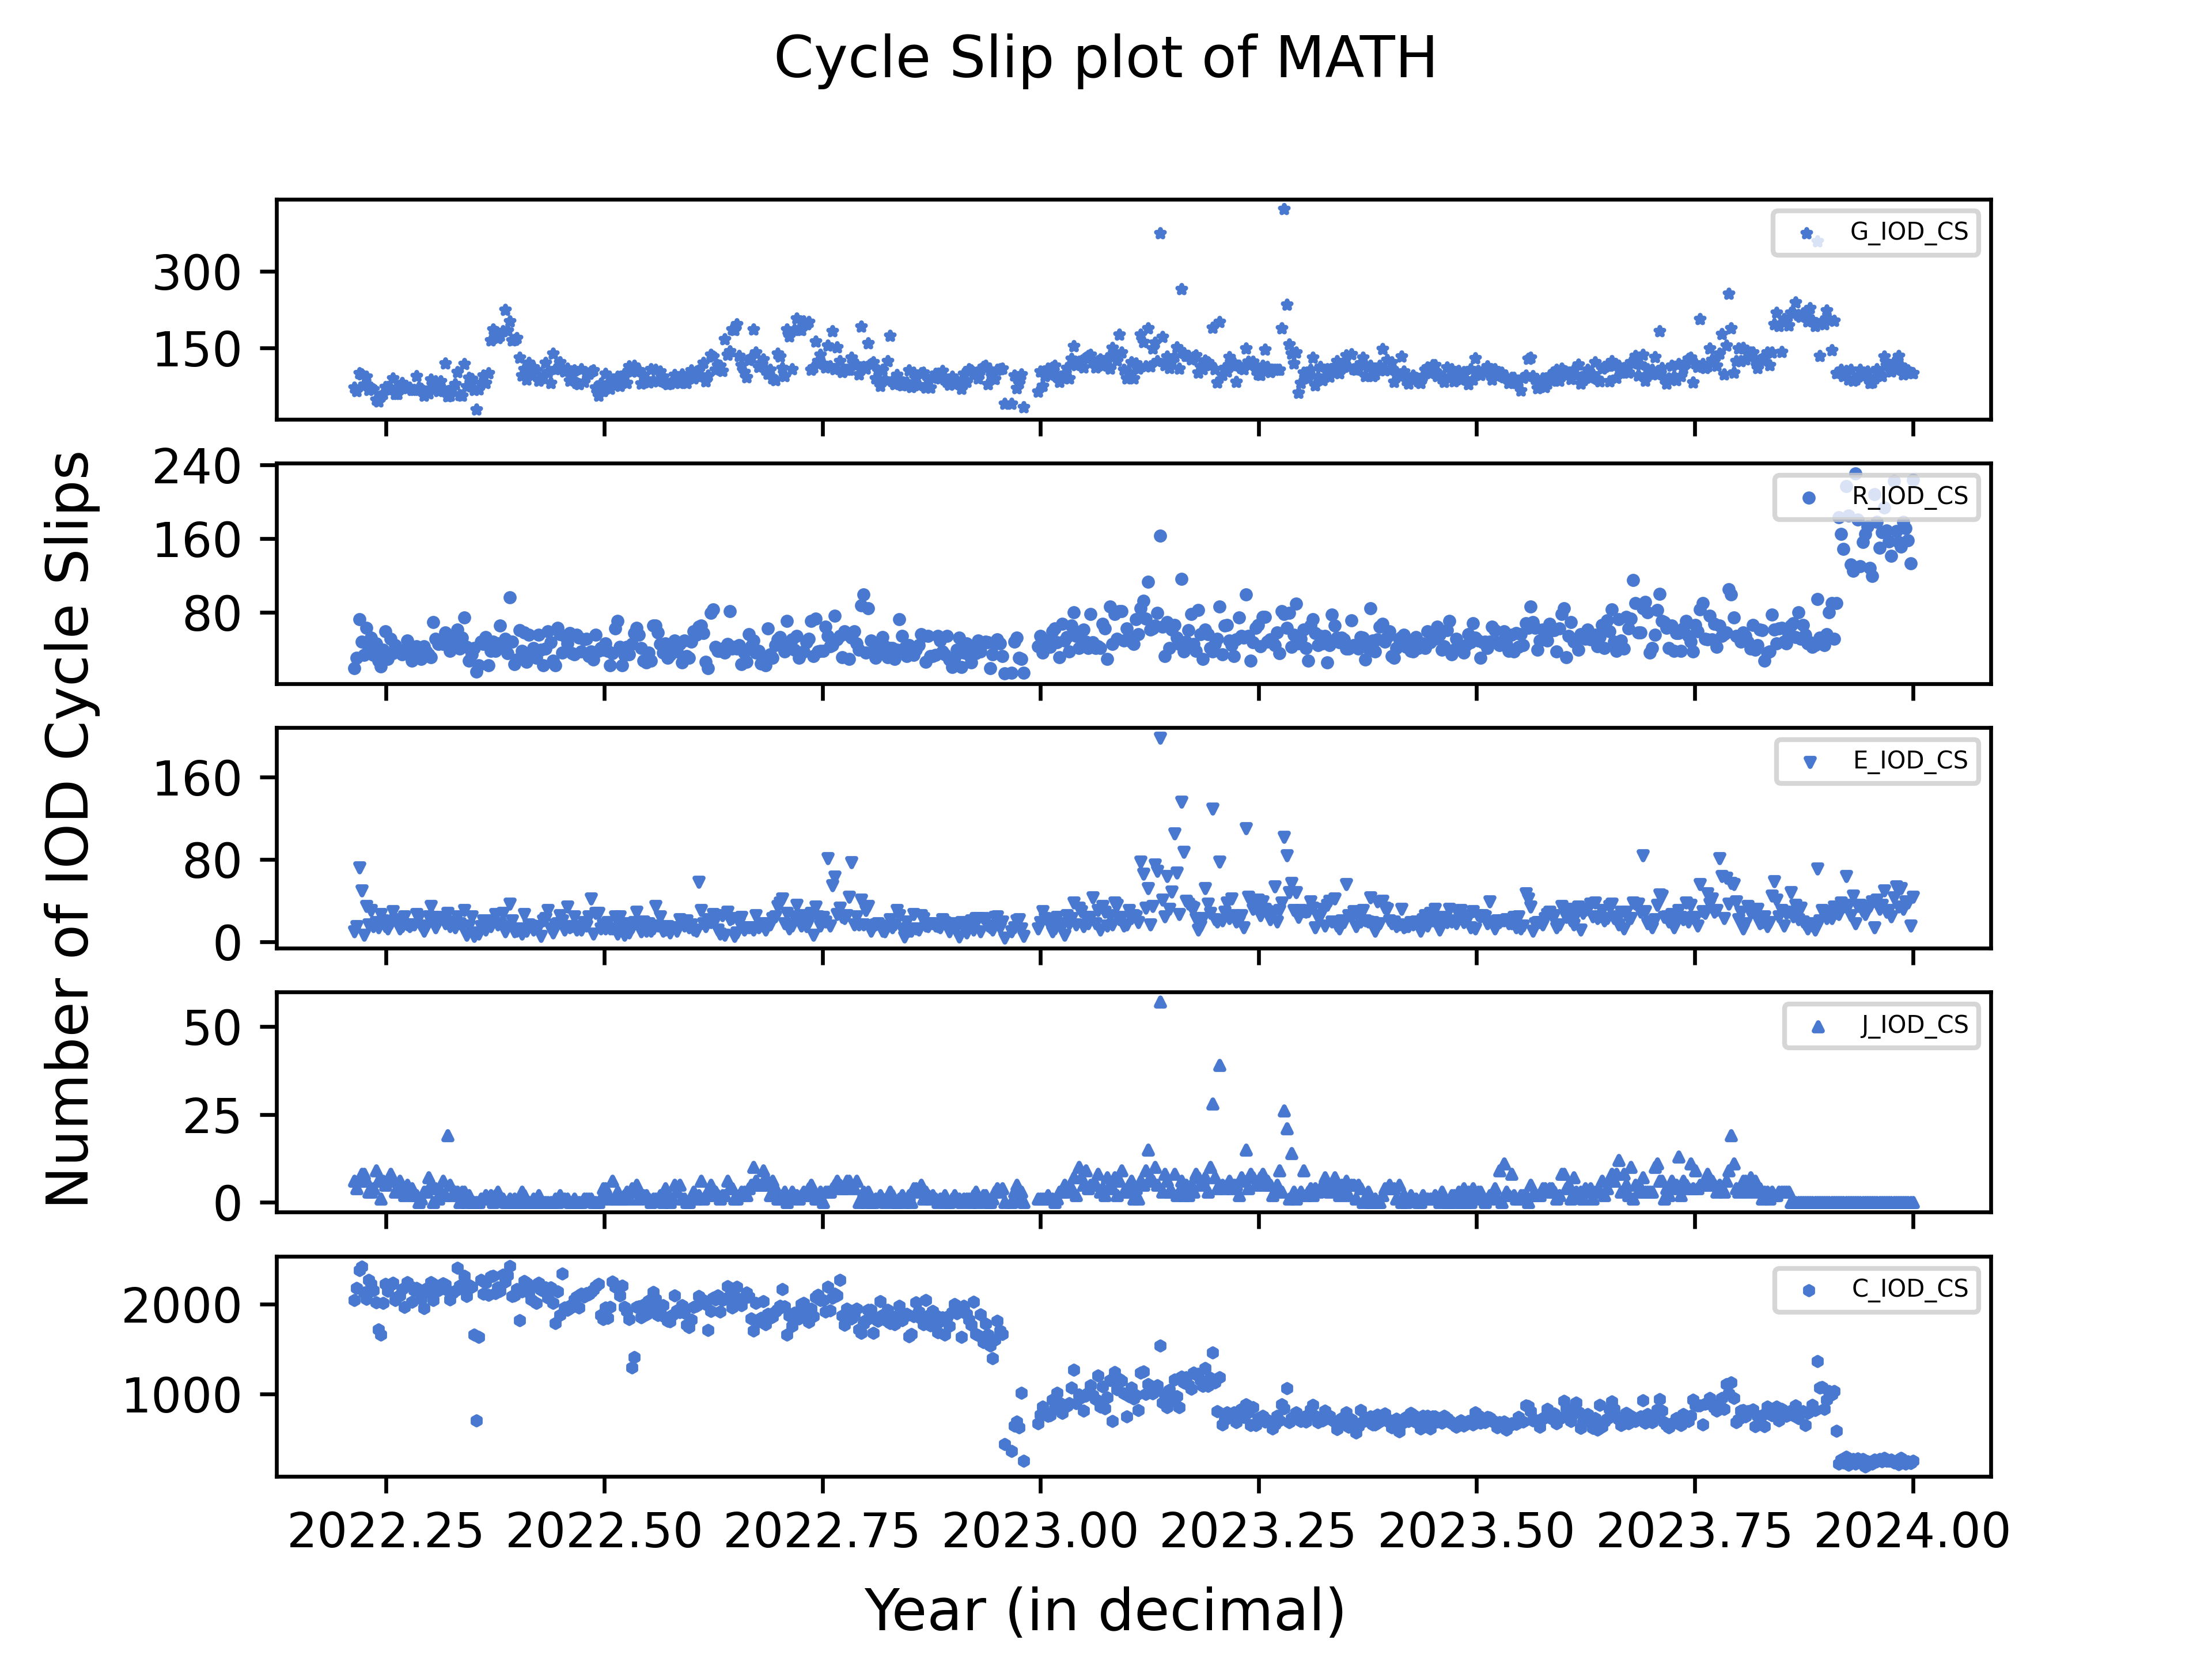 Cycle Slip plot of MATH
Number of IOD Cycle Slips
300
150
G_IOD_CS
240
160
80
R_IOD_CS
160
80
0
E_IOD_CS
50
25
0
J_IOD_CS
2000
1000
C_IOD_CS
2022.25 2022.50 2022.75 2023.00 2023.25 2023.50 2023.75 2024.00
Year (in decimal)